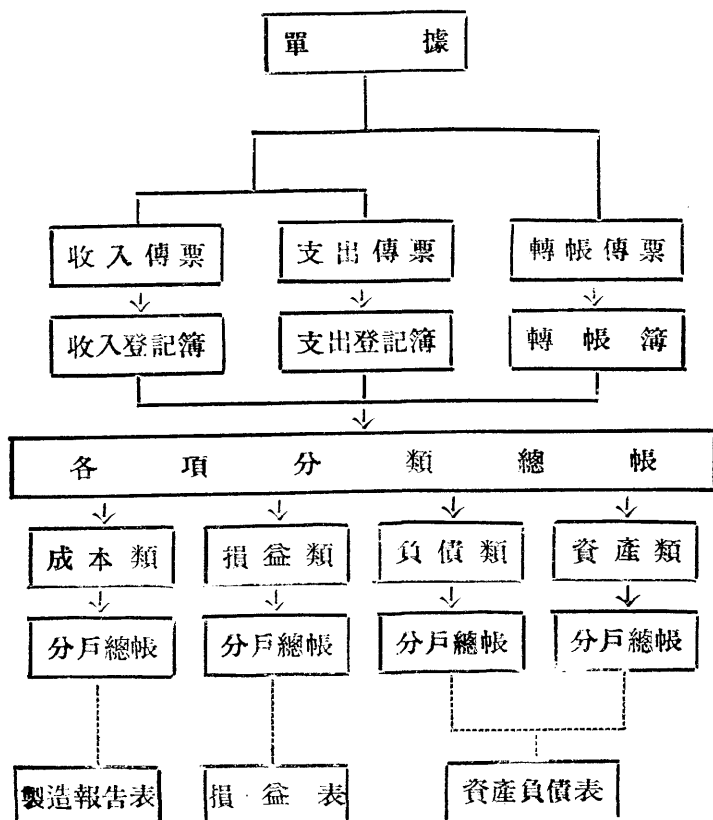 單據
收入傳票 支出傳票 轉帳傳票
收入登記簿 支出登記簿 轉帳簿
各項分類總帳
成本類 損益類 負債類 資產類
分戶總帳 分戶總帳 分戶總帳 分戶總帳
製造報告表 損益表 資產負債表